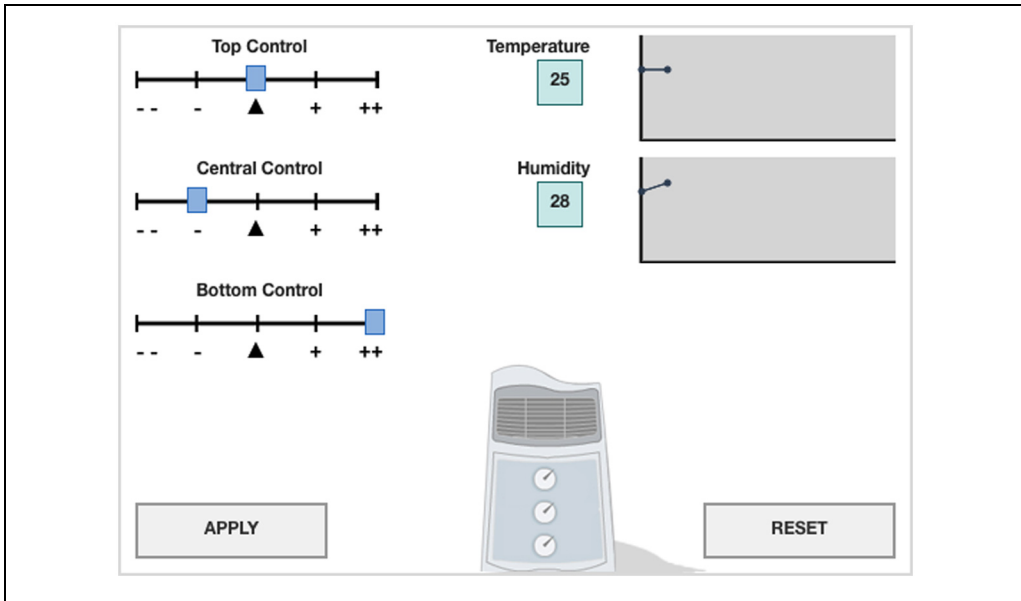 Top Control
- - - ▲ + ++
Temperature
25
Central Control
- - - ▲ + ++
Humidity
28
Bottom Control
- - - ▲ + ++
APPLY
RESET